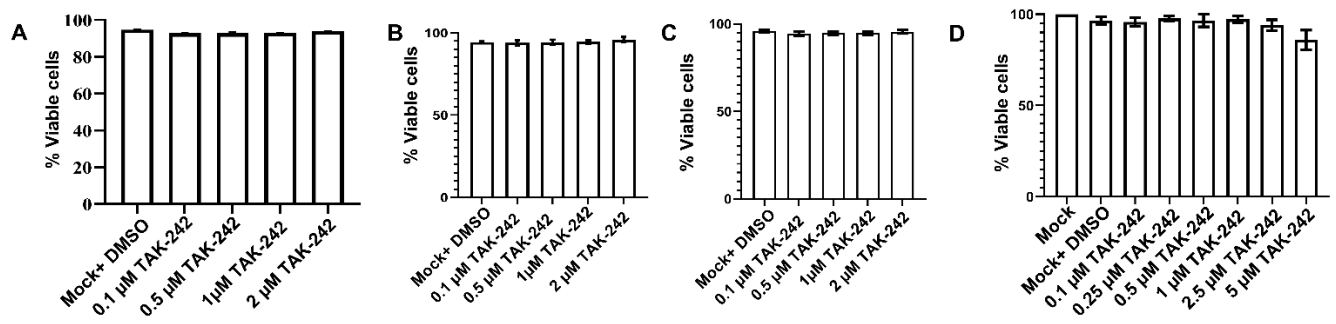 A
% Viable cells
100
80
60
40
20
0
Mock+ DMSO
0.1 µM TAK-242
0.5 µM TAK-242
1µM TAK-242
2 µM TAK-242
B
% Viable cells
100
50
0
Mock+ DMSO
0.1 µM TAK-242
0.5 µM TAK-242
1µM TAK-242
2 µM TAK-242
C
% Viable cells
100
50
0
Mock+ DMSO
0.1 µM TAK-242
0.5 µM TAK-242
1µM TAK-242
2 µM TAK-242
D
% Viable cells
100
50
0
Mock
Mock+ DMSO
0.1 µM TAK-242
0.25 µM TAK-242
0.5 µM TAK-242
1 µM TAK-242
2.5 µM TAK-242
5 µM TAK-242